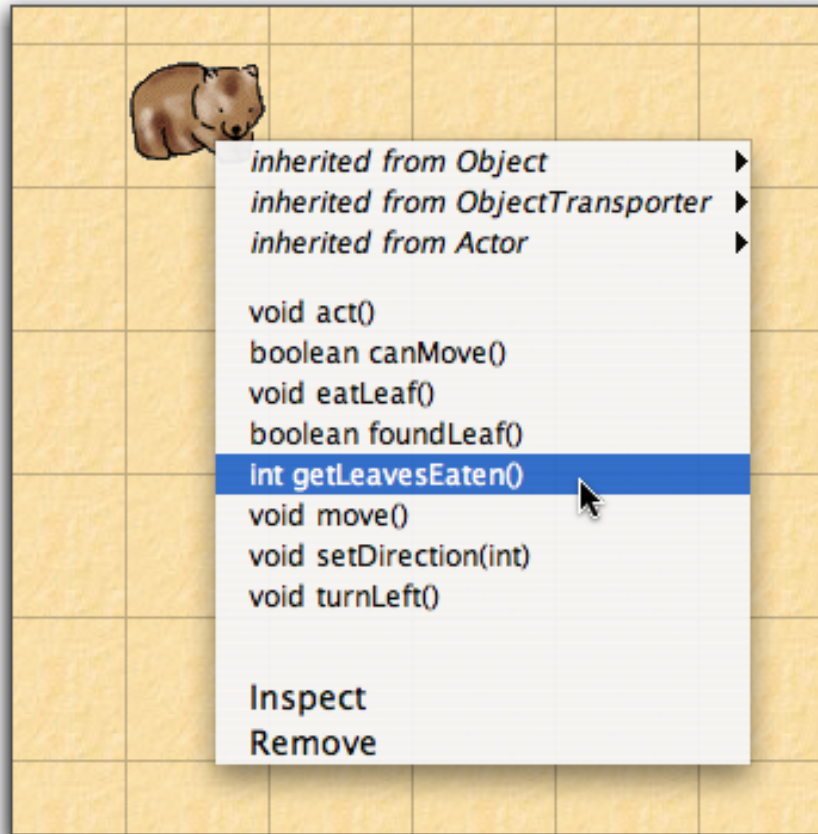 inherited from Object
inherited from ObjectTransporter
inherited from Actor
void act()
boolean canMove()
void eatLeaf()
boolean foundLeaf()
int getLeavesEaten()
void move()
void setDirection(int)
void turnLeft()
Inspect
Remove